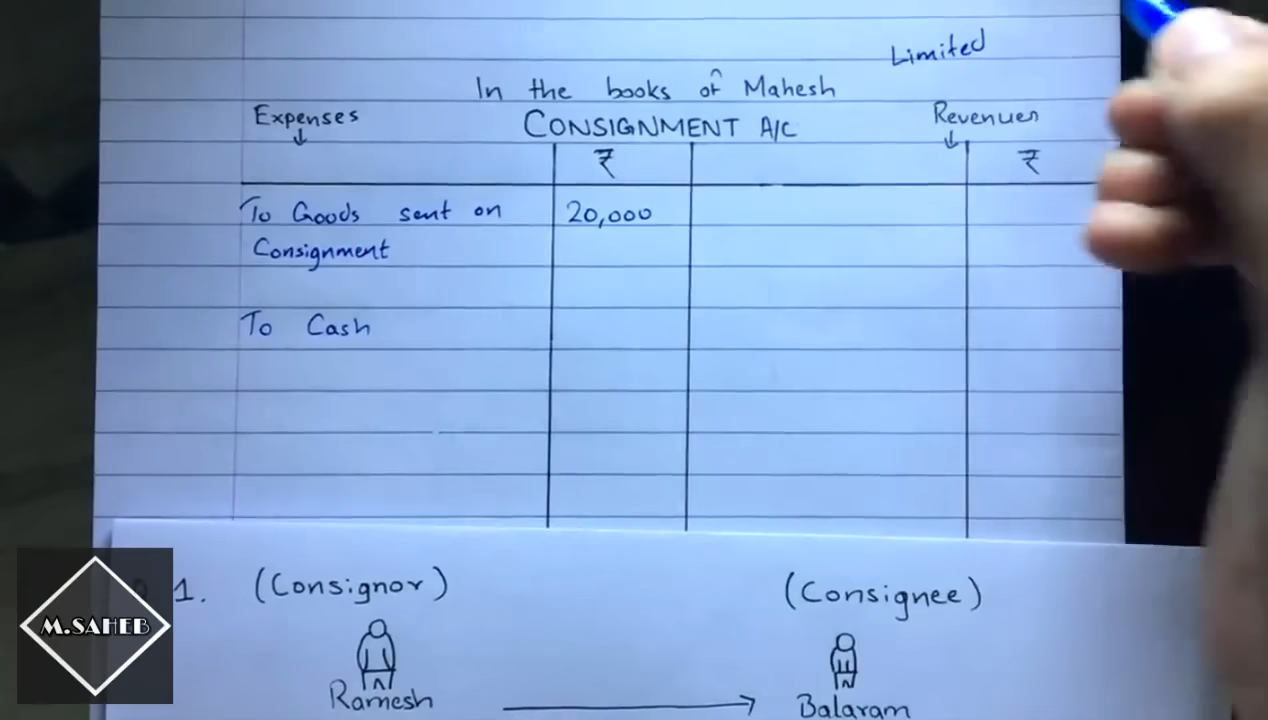 Limited
In the books of Mahesh
Expenses
CONSIGNMENT A/C
Revenues
₹
₹
To Goods sent on
20,000
Consignment
To Cash
1.
(Consignor)
(Consignee)
M.SAHEB
Ramesh
Balaram